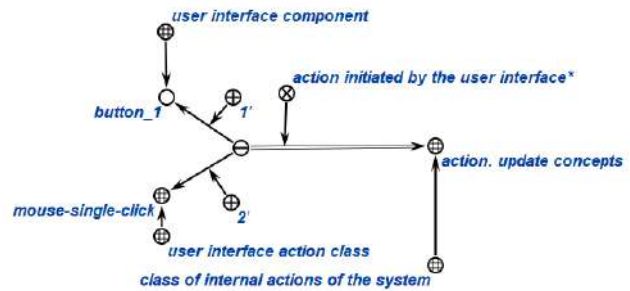 user interface component
action initiated by the user interface*
button_1
1'
action. update concepts
mouse-single-click
2'
user interface action class
class of internal actions of the system